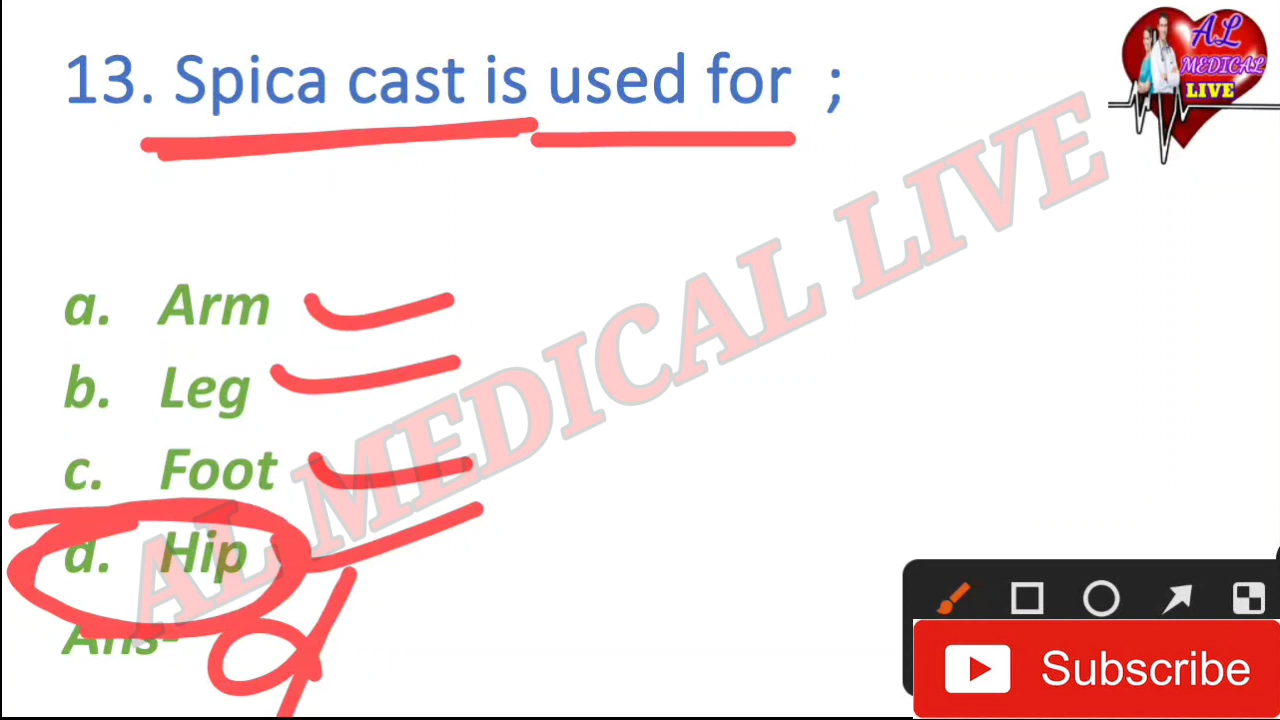 13. Spica cast is used for ;
AL
MEDICAL
LIVE
a. Arm
b. Leg
c. Foot
d. Hip
Ans- d
AL MEDICAL LIVE
Subscribe